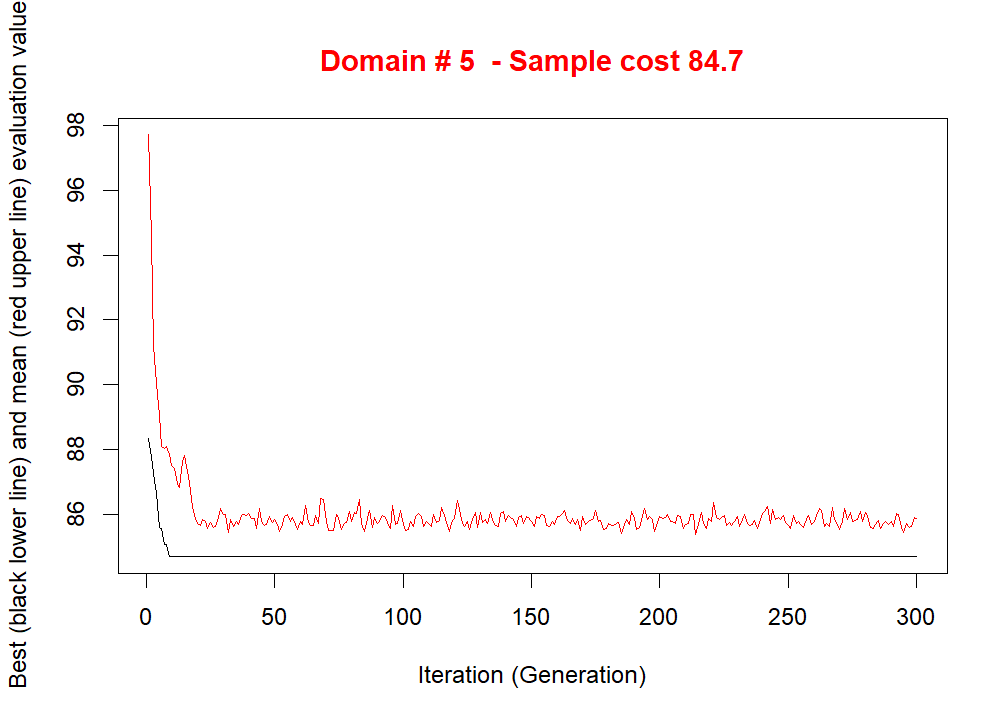 Domain # 5  - Sample cost 84.7
Best (black lower line) and mean (red upper line) evaluation value
98
96
94
92
90
88
86
0 50 100 150 200 250 300
Iteration (Generation)